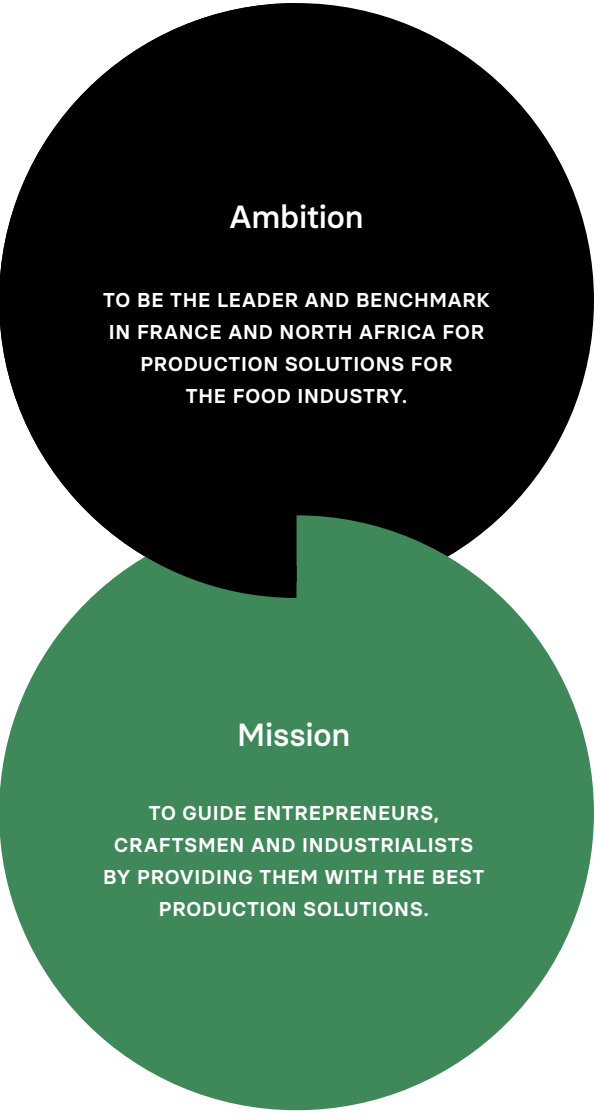 Ambition
TO BE THE LEADER AND BENCHMARK
IN FRANCE AND NORTH AFRICA FOR
PRODUCTION SOLUTIONS FOR
THE FOOD INDUSTRY.
Mission
TO GUIDE ENTREPRENEURS,
CRAFTSMEN AND INDUSTRIALISTS
BY PROVIDING THEM WITH THE BEST
PRODUCTION SOLUTIONS.